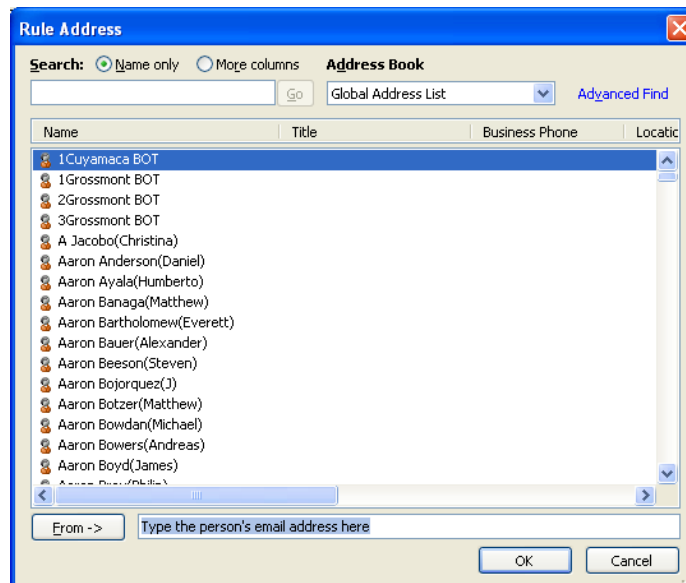 Rule Address
Search: Name only More columns Address Book
Go Global Address List Advanced Find
Name Title Business Phone Locatic
1Cuyamaca BOT
1Grossmont BOT
2Grossmont BOT
3Grossmont BOT
A Jacobo(Christina)
Aaron Anderson(Daniel)
Aaron Ayala(Humberto)
Aaron Banaga(Matthew)
Aaron Bartholomew(Everett)
Aaron Bauer(Alexander)
Aaron Beeson(Steven)
Aaron Bojorquez(J)
Aaron Botzer(Matthew)
Aaron Bowdan(Michael)
Aaron Bowers(Andreas)
Aaron Boyd(James)
From -> Type the person's email address here
OK Cancel